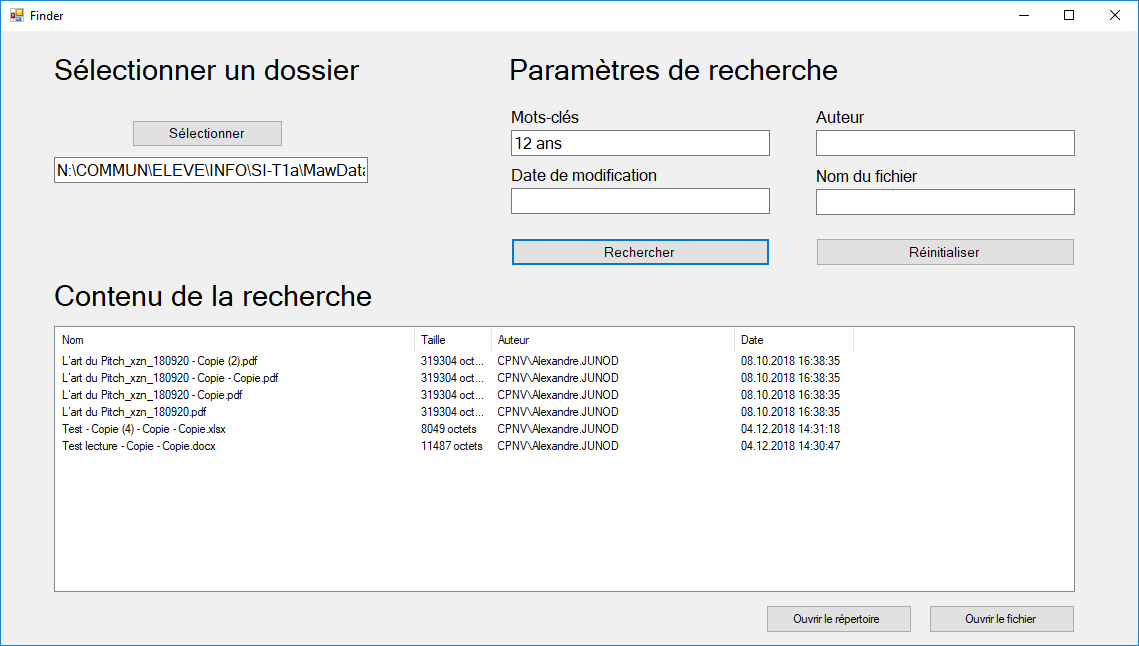 Finder
Sélectionner un dossier
Sélectionner
N:\COMMUN\ELEVE\INFO\SI-T1a\MawData
Paramètres de recherche
Mots-clés
Auteur
12 ans
Date de modification
Nom du fichier
Rechercher
Réinitialiser
Contenu de la recherche
Nom Taille Auteur Date
L'art du Pitch_xzn_180920 - Copie (2).pdf 319304 oct... CPNV\Alexandre.JUNOD 08.10.2018 16:38:35
L'art du Pitch_xzn_180920 - Copie - Copie.pdf 319304 oct... CPNV\Alexandre.JUNOD 08.10.2018 16:38:35
L'art du Pitch_xzn_180920 - Copie.pdf 319304 oct... CPNV\Alexandre.JUNOD 08.10.2018 16:38:35
L'art du Pitch_xzn_180920.pdf 319304 oct... CPNV\Alexandre.JUNOD 08.10.2018 16:38:35
Test - Copie (4) - Copie - Copie.xlsx 8049 octets CPNV\Alexandre.JUNOD 04.12.2018 14:31:18
Test lecture - Copie - Copie.docx 11487 octets CPNV\Alexandre.JUNOD 04.12.2018 14:30:47
Ouvrir le répertoire
Ouvrir le fichier